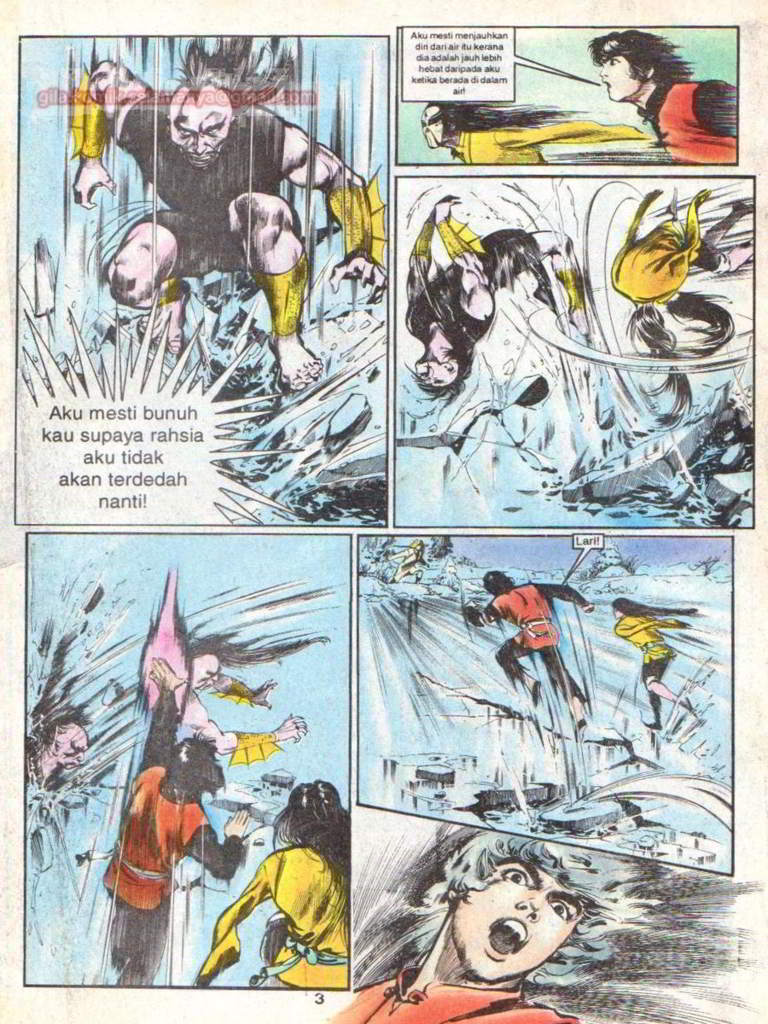 Aku mesti menjauhkan
diri dari air itu kerana
dia adalah jauh lebih
hebat daripada aku
ketika berada di dalam
air!
Aku mesti bunuh
kau supaya rahsia
aku tidak
akan terdedah
nanti!
Lari!
3